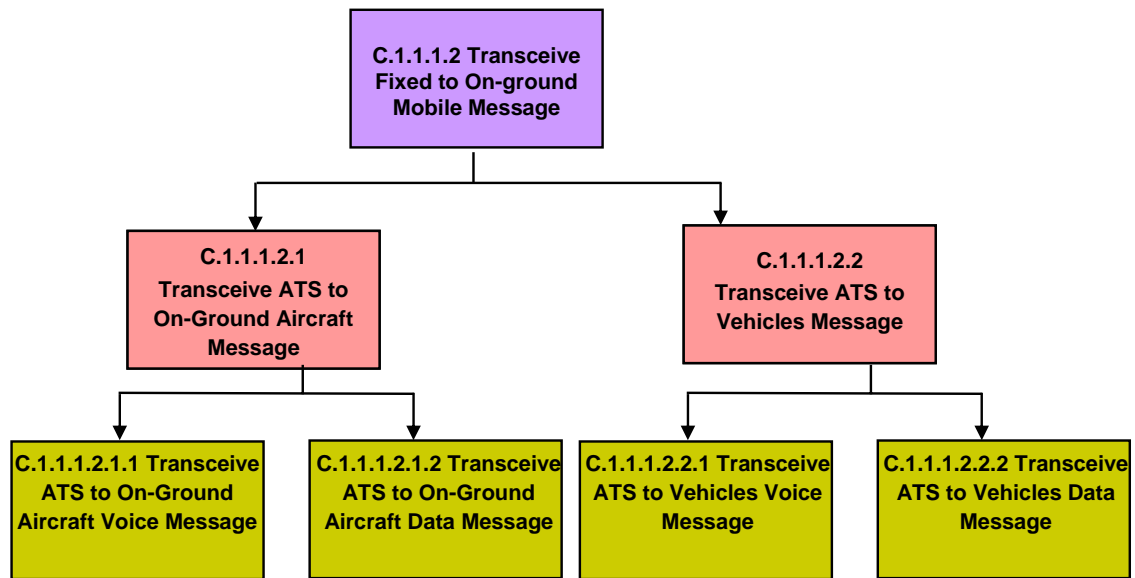 C.1.1.1.2 Transceive
Fixed to On-ground
Mobile Message
C.1.1.1.2.1
Transceive ATS to
On-Ground Aircraft
Message
C.1.1.1.2.2
Transceive ATS to
Vehicles Message
C.1.1.1.2.1.1 Transceive
ATS to On-Ground
Aircraft Voice Message
C.1.1.1.2.1.2 Transceive
ATS to On-Ground
Aircraft Data Message
C.1.1.1.2.2.1 Transceive
ATS to Vehicles Voice
Message
C.1.1.1.2.2.2 Transceive
ATS to Vehicles Data
Message